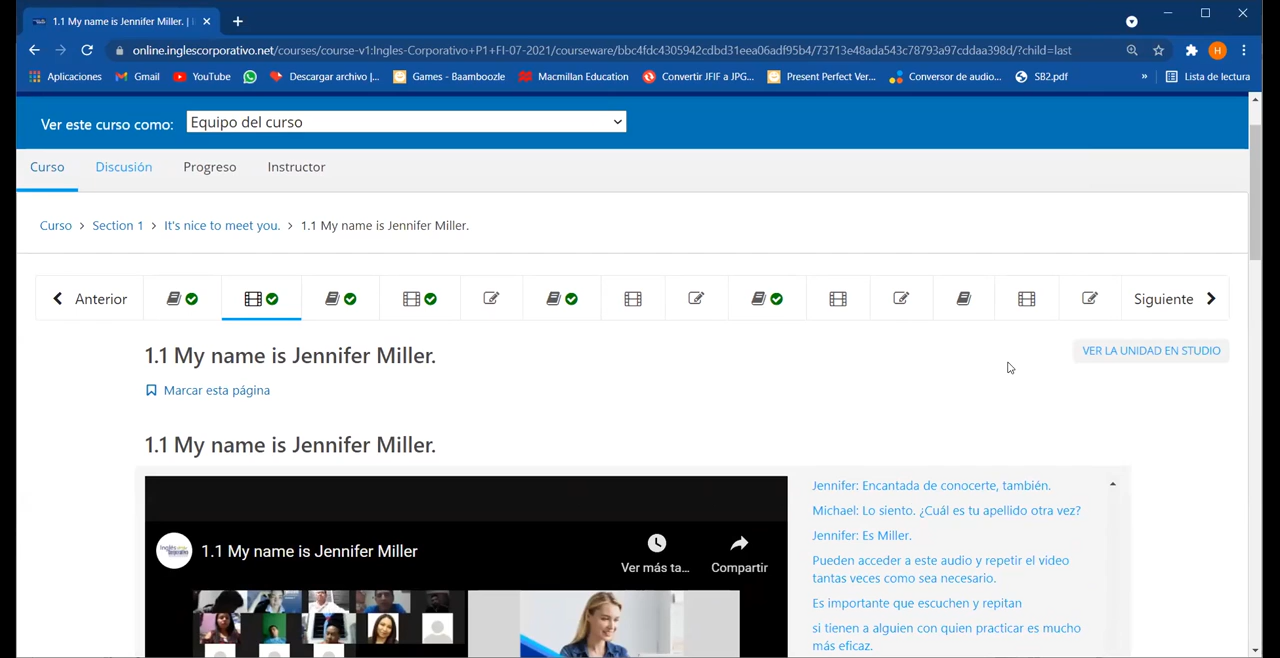 1.1 My name is Jennifer Miller. |
online.inglescorporativo.net/courses/course-v1:Ingles-Corporativo+P1+FI-07-2021/courseware/bbc4fdc4305942cdbd31eea06adf95b4/73713e48ada543c78793a97cddaa398d/?child=last
H
Aplicaciones Gmail YouTube Descargar archivo |... Games - Baamboozle Macmillan Education Convertir JFIF a JPG... Present Perfect Ver... Conversor de audio... SB2.pdf » Lista de lectura
Ver este curso como: Equipo del curso
Curso Discusión Progreso Instructor
Curso > Section 1 > It's nice to meet you. > 1.1 My name is Jennifer Miller.
Anterior Siguiente
1.1 My name is Jennifer Miller.
VER LA UNIDAD EN STUDIO
Marcar esta página
1.1 My name is Jennifer Miller.
1.1 My name is Jennifer Miller
Ver más ta... Compartir
Jennifer: Encantada de conocerte, también.
Michael: Lo siento. ¿Cuál es tu apellido otra vez?
Jennifer: Es Miller.
Pueden acceder a este audio y repetir el video
tantas veces como sea necesario.
Es importante que escuchen y repitan
si tienen a alguien con quien practicar es mucho
más eficaz.